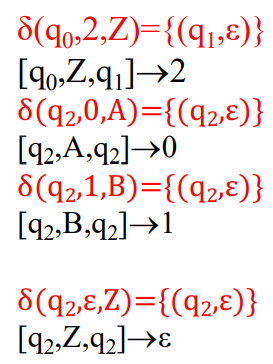 δ(q₀,2,Z)={(q₁,ε)}
[q₀,Z,q₁]→2
δ(q₂,0,A)={(q₂,ε)}
[q₂,A,q₂]→0
δ(q₂,1,B)={(q₂,ε)}
[q₂,B,q₂]→1
δ(q₂,ε,Z)={(q₂,ε)}
[q₂,Z,q₂]→ε